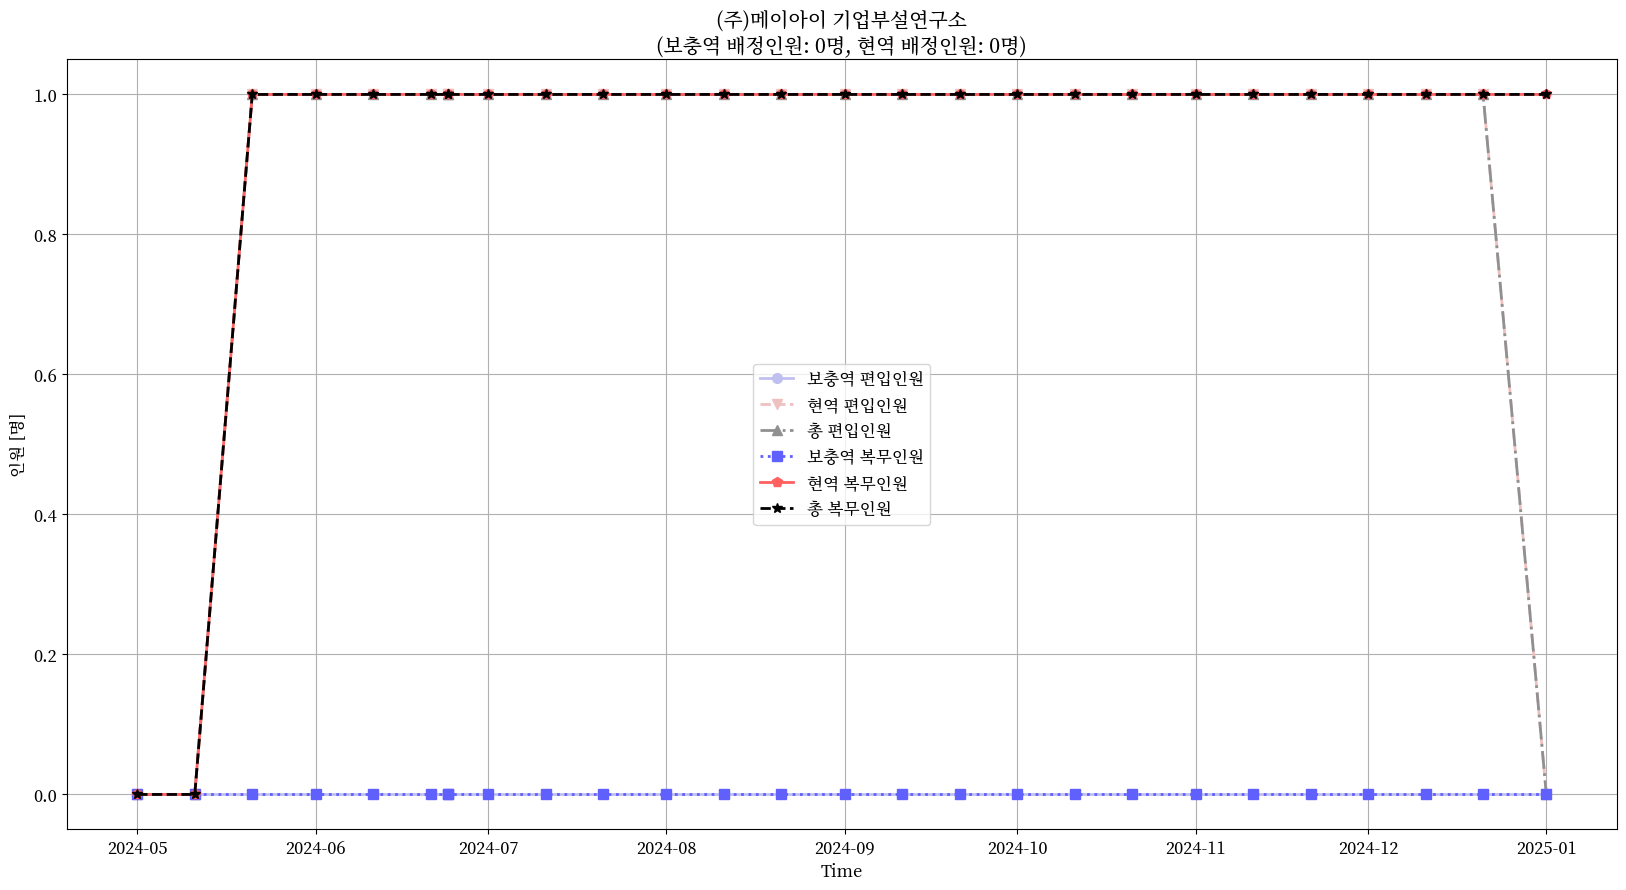 (주)메이아이 기업부설연구소
(보충역 배정인원: 0명, 현역 배정인원: 0명)
1.0
0.8
0.6
0.4
0.2
0.0
인원 [명]
보충역 편입인원
현역 편입인원
총 편입인원
보충역 복무인원
현역 복무인원
총 복무인원
2024-05 2024-06 2024-07 2024-08 2024-09 2024-10 2024-11 2024-12 2025-01
Time